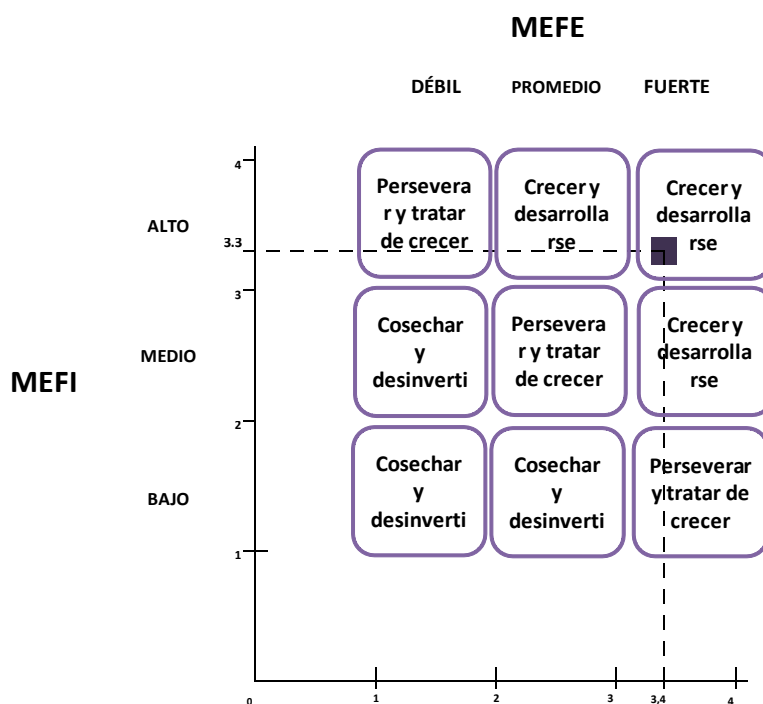 MEFE
DÉBIL PROMEDIO FUERTE
4
ALTO
Persevera
r y tratar
de crecer
Crecer y
desarrolla
rse
Crecer y
desarrolla
rse
3.3
3
MEFI
MEDIO
Cosechar
y
desinverti
Persevera
r y tratar
de crecer
Crecer y
desarrolla
rse
2
BAJO
Cosechar
y
desinverti
Cosechar
y
desinverti
Perseverar
y tratar de
crecer
1
0 1 2 3 3,4 4